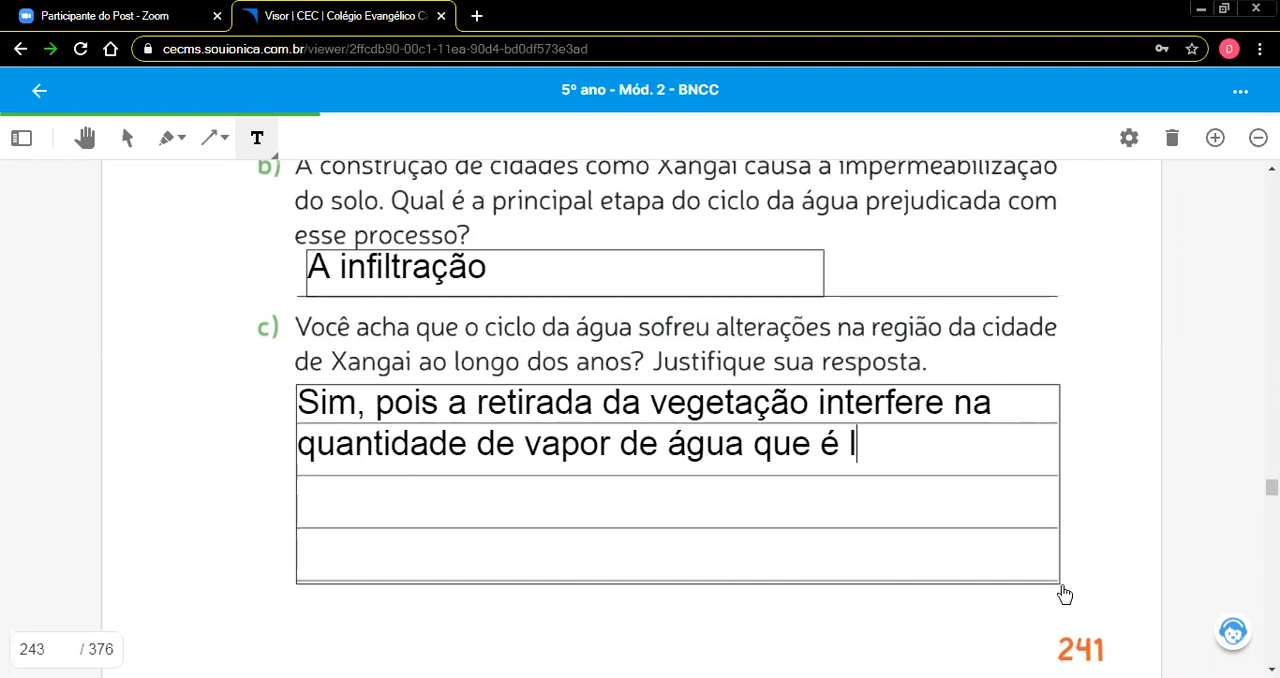 Participante do Post - Zoom
Visor | CEC | Colégio Evangélico Ca
cecms.souionica.com.br/viewer/2ffcdb90-00c1-11ea-90d4-bd0df573e3ad
D
5º ano - Mód. 2 - BNCC
T
b) A construção de cidades como Xangai causa a impermeabilização
do solo. Qual é a principal etapa do ciclo da água prejudicada com
esse processo?
A infiltração
c) Você acha que o ciclo da água sofreu alterações na região da cidade
de Xangai ao longo dos anos? Justifique sua resposta.
Sim, pois a retirada da vegetação interfere na
quantidade de vapor de água que é l
243 / 376
241